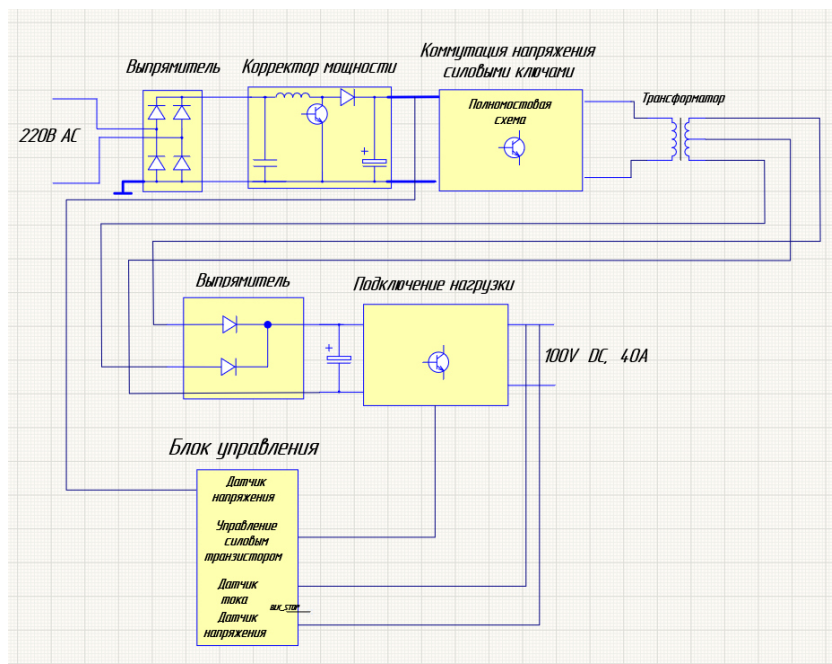 Коммутация напряжения
силовыми ключами
Выпрямитель
Корректор мощности
Трансформатор
Полномостовая
схема
220В АС
Выпрямитель
Подключение нагрузки
100V DC, 40A
Блок управления
Датчик
напряжения
Управление
силовым
транзистором
Датчик
тока
BLK_STOP
Датчик
напряжения